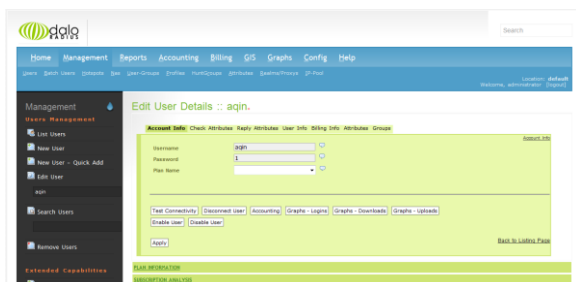 dalo
RADIUS
Search
Home Management Reports Accounting Billing GIS Graphs Config Help
Users Batch Users Hotspots Nas User-Groups Profiles HuntGroups Attributes Realms/Proxys IP-Pool
Location: default
Welcome, administrator [logout]
Management
Users Management
List Users
New User
New User - Quick Add
Edit User
aqin
Search Users
Remove Users
Extended Capabilities
Edit User Details :: aqin.
Account Info Check Attributes Reply Attributes User Info Billing Info Attributes Groups
Account Info
Username aqin
Password 1
Plan Name
Test Connectivity Disconnect User Accounting Graphs - Logins Graphs - Downloads Graphs - Uploads
Enable User Disable User
Apply
Back to Listing Page
PLAN INFORMATION
SUBSCRIPTION ANALYSIS